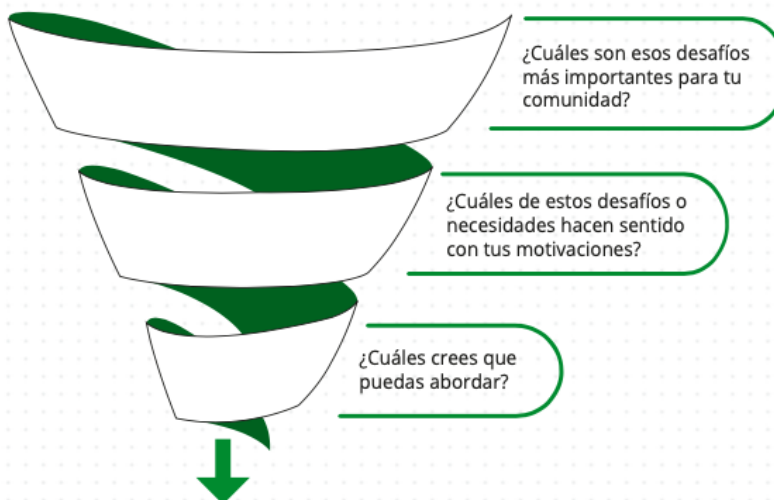 ¿Cuáles son esos desafíos
más importantes para tu
comunidad?
¿Cuáles de estos desafíos o
necesidades hacen sentido
con tus motivaciones?
¿Cuáles crees que
puedas abordar?